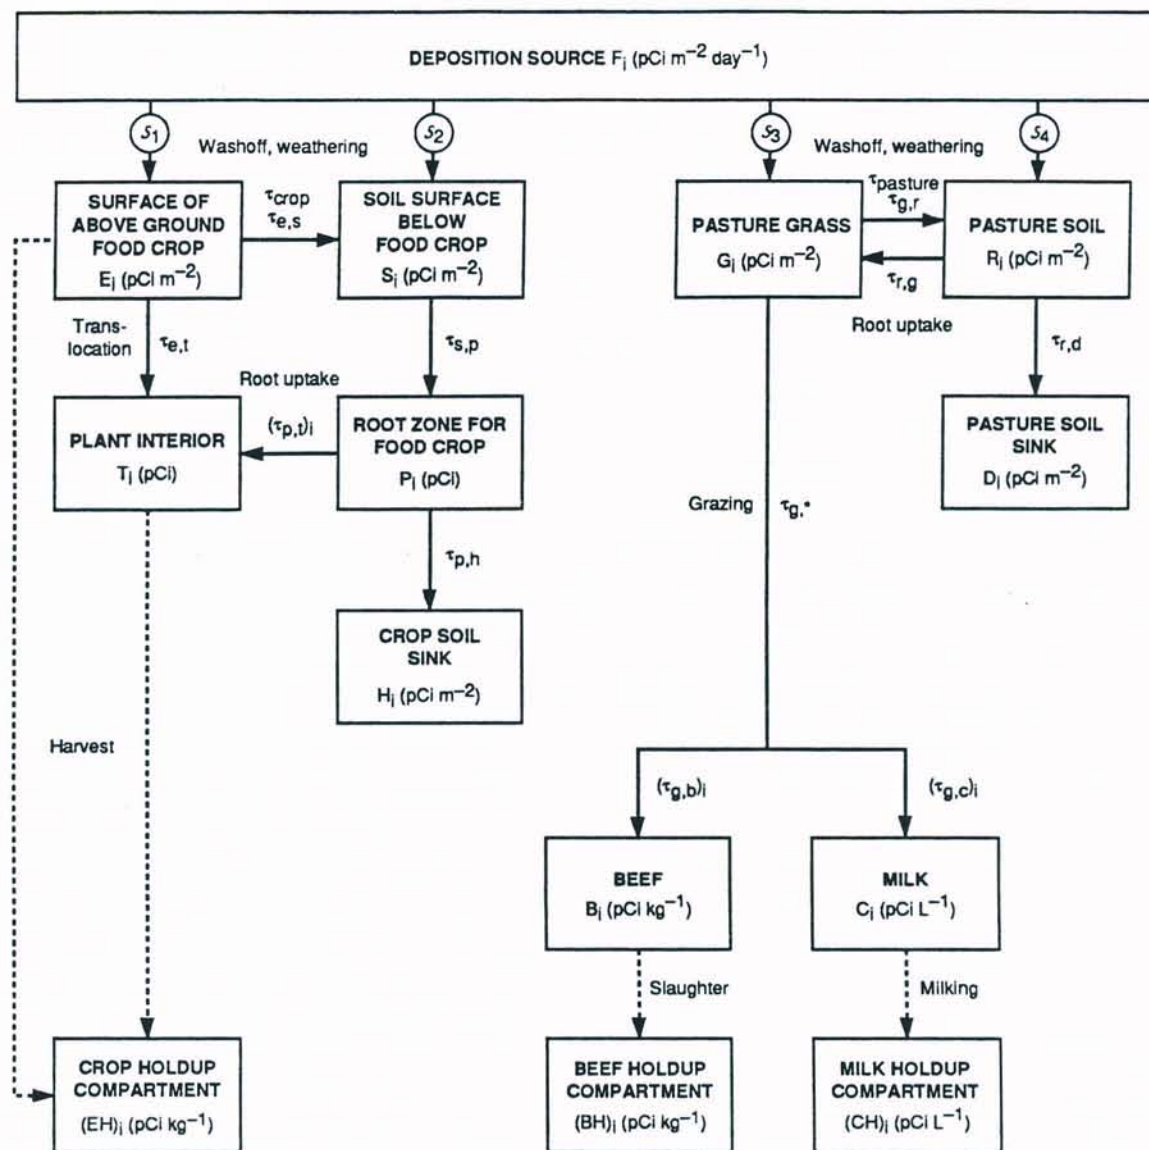 DEPOSITION SOURCE Fi (pCi m−2 day−1)
S1
S2
S3
S4
Washoff, weathering
Washoff, weathering
SURFACE OF
ABOVE GROUND
FOOD CROP
Ei (pCi m−2)
τcrop
τe,s
SOIL SURFACE
BELOW
FOOD CROP
Si (pCi m−2)
PASTURE GRASS
Gi (pCi m−2)
τpasture
τg,r
τr,g
Root uptake
PASTURE SOIL
Ri (pCi m−2)
Trans-
location
τe,t
τs,p
τr,d
Root uptake
(τp,t)i
PLANT INTERIOR
Ti (pCi)
ROOT ZONE FOR
FOOD CROP
Pi (pCi)
PASTURE SOIL
SINK
Di (pCi m−2)
Grazing
τg,*
τp,h
CROP SOIL
SINK
Hi (pCi m−2)
Harvest
(τg,b)i
(τg,c)i
BEEF
Bi (pCi kg−1)
MILK
Ci (pCi L−1)
Slaughter
Milking
CROP HOLDUP
COMPARTMENT
(EH)i (pCi kg−1)
BEEF HOLDUP
COMPARTMENT
(BH)i (pCi kg−1)
MILK HOLDUP
COMPARTMENT
(CH)i (pCi L−1)